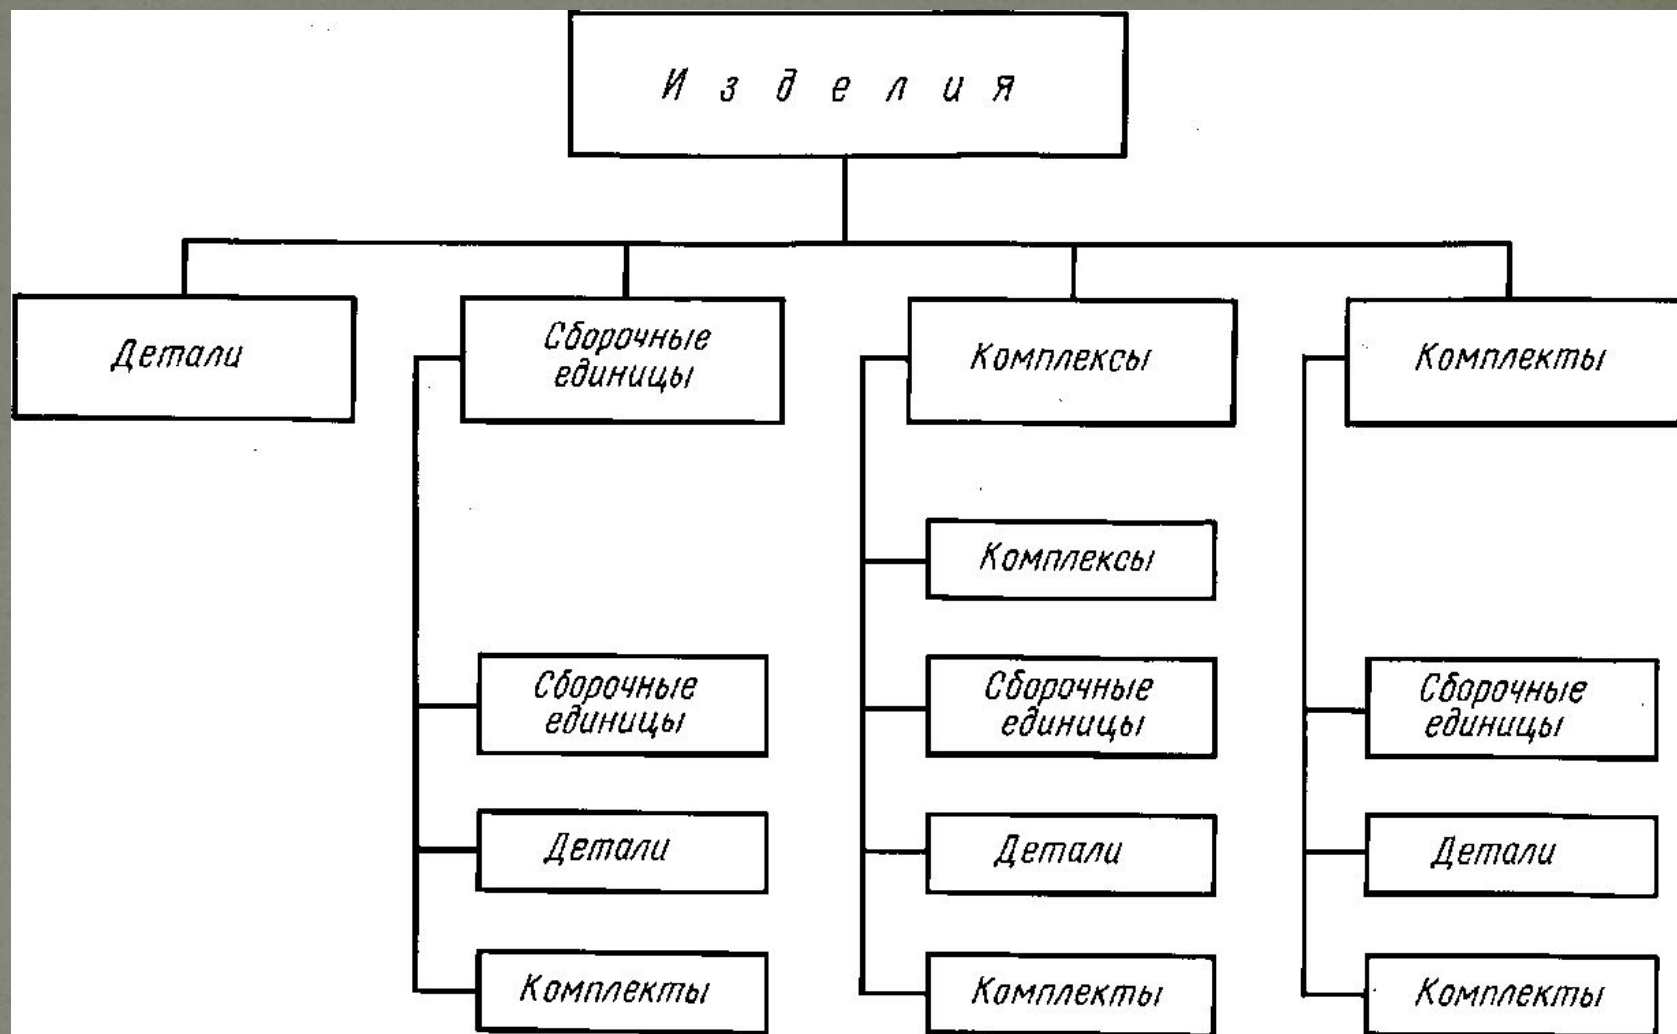 Изделия
Детали
Сборочные
единицы
Комплексы
Комплекты
Комплексы
Сборочные
единицы
Сборочные
единицы
Сборочные
единицы
Детали
Детали
Детали
Комплекты
Комплекты
Комплекты